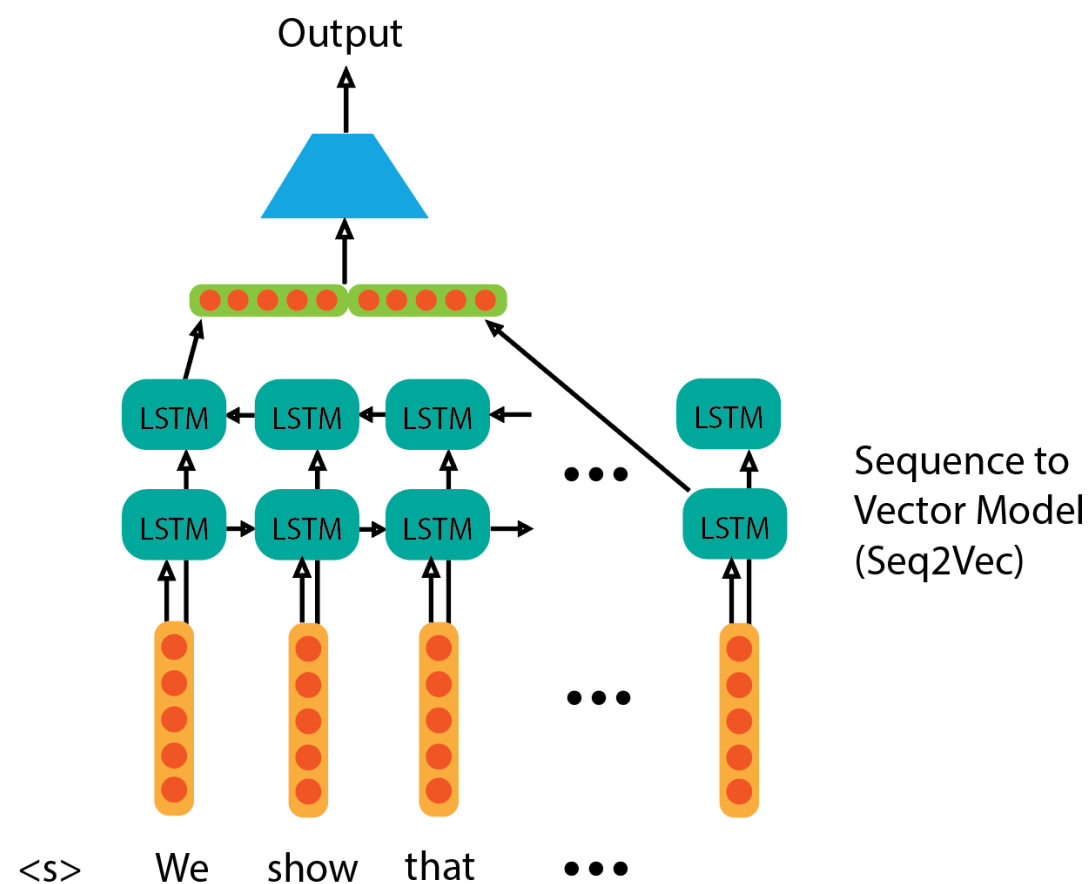 Output
LSTM LSTM LSTM LSTM
LSTM LSTM LSTM LSTM
Sequence to
Vector Model
(Seq2Vec)
<s> We show that •••